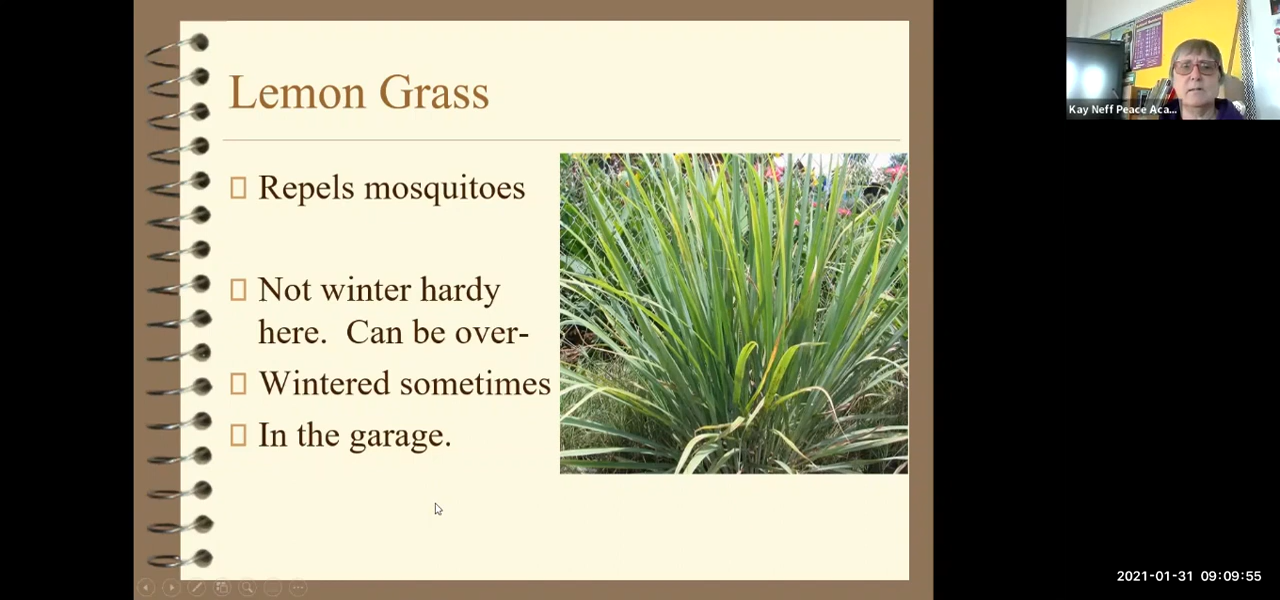 Lemon Grass
Repels mosquitoes
Not winter hardy
here.  Can be over-
Wintered sometimes
In the garage.
Kay Neff Peace Aca...
2021-01-31 09:09:55